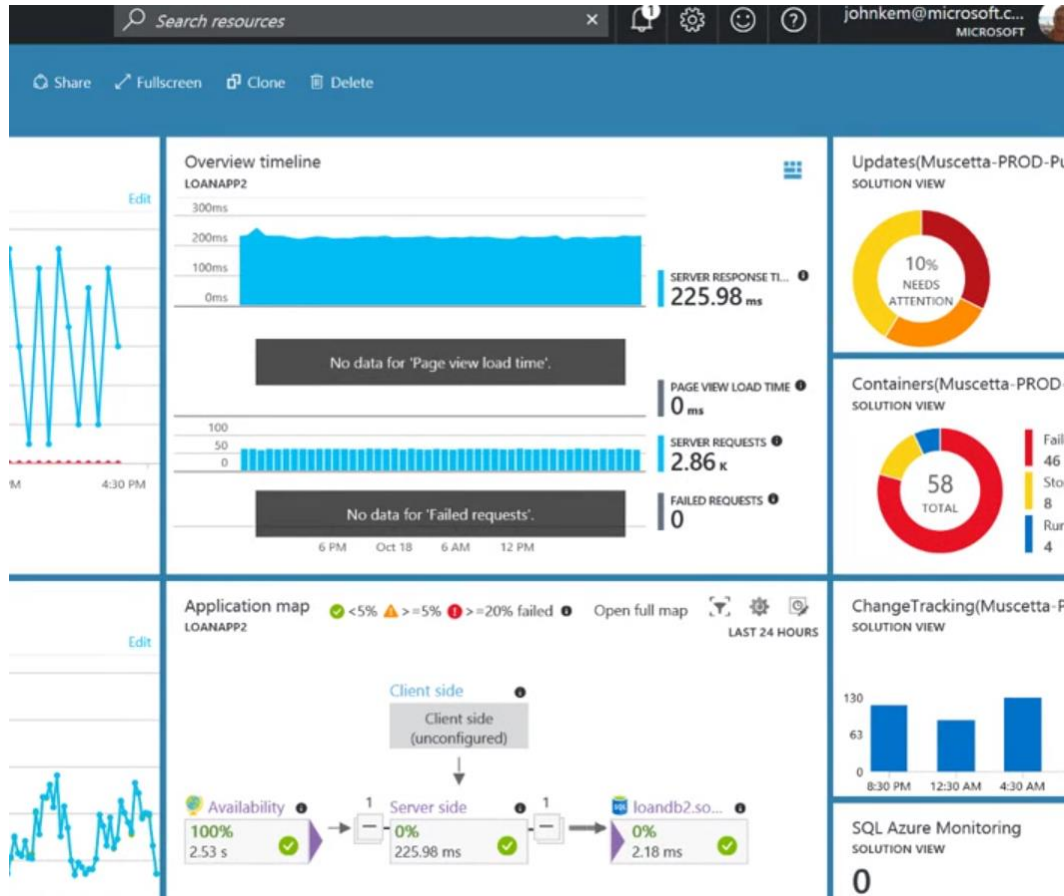 Search resources
1
johnkem@microsoft.c...
MICROSOFT
Share
Fullscreen
Clone
Delete
Edit
4:30 PM
Overview timeline
LOANAPP2
300ms
200ms
100ms
0ms
SERVER RESPONSE TI...
225.98 ms
No data for 'Page view load time'.
PAGE VIEW LOAD TIME
0 ms
100
50
0
SERVER REQUESTS
2.86 K
No data for 'Failed requests'.
FAILED REQUESTS
0
6 PM Oct 18 6 AM 12 PM
Updates(Muscetta-PROD-Pu
SOLUTION VIEW
10%
NEEDS
ATTENTION
Containers(Muscetta-PROD-
SOLUTION VIEW
58
TOTAL
Fail
46
Sto
8
Run
4
Edit
Application map
LOANAPP2
<5% >=5% >=20% failed
Open full map
LAST 24 HOURS
Client side
Client side
(unconfigured)
Availability
100%
2.53 s
1
Server side
0%
225.98 ms
1
loandb2.so...
0%
2.18 ms
ChangeTracking(Muscetta-P
SOLUTION VIEW
130
63
0
8:30 PM 12:30 AM 4:30 AM
SQL Azure Monitoring
SOLUTION VIEW
0